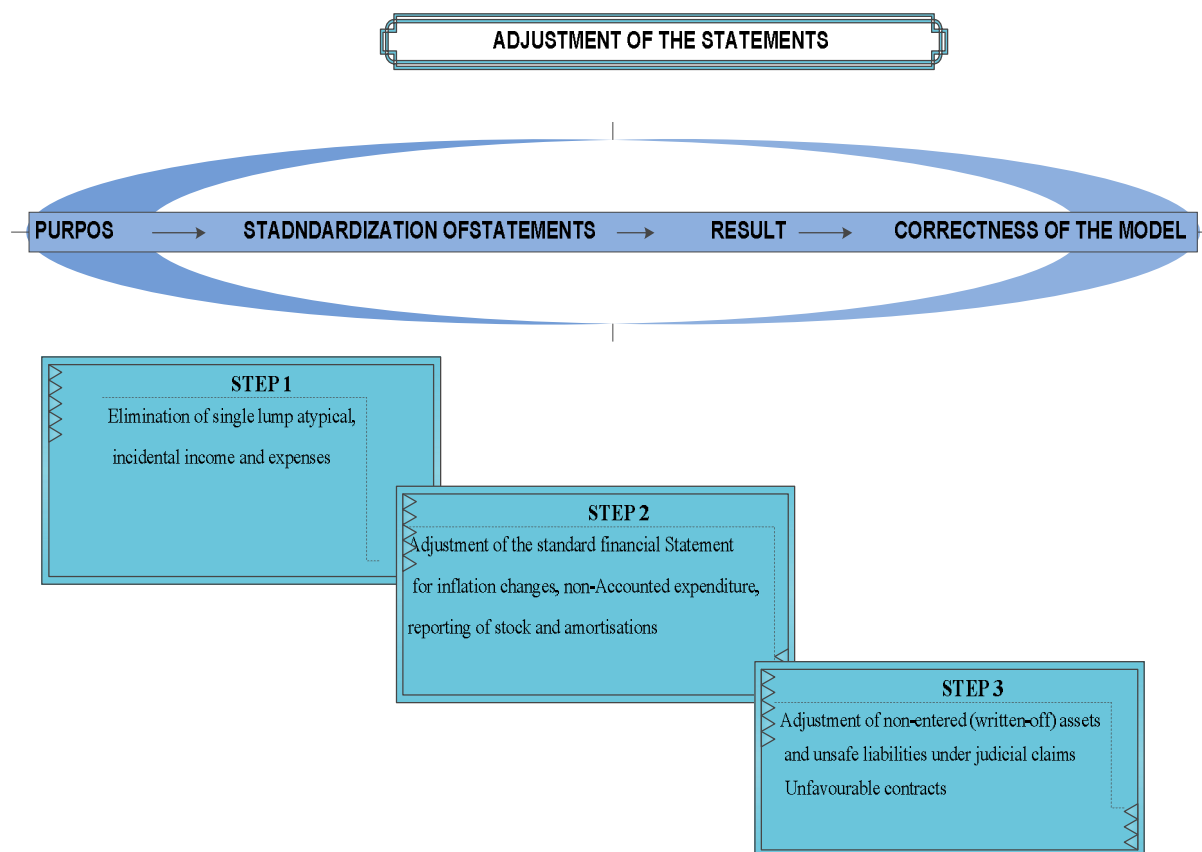 ADJUSTMENT OF THE STATEMENTS
PURPOS STADNDARDIZATION OFSTATEMENTS RESULT CORRECTNESS OF THE MODEL
STEP 1
Elimination of single lump atypical,
incidental income and expenses
STEP 2
Adjustment of the standard financial Statement
for inflation changes, non-Accounted expenditure,
reporting of stock and amortisations
STEP 3
Adjustment of non-entered (written-off) assets
and unsafe liabilities under judicial claims
Unfavourable contracts